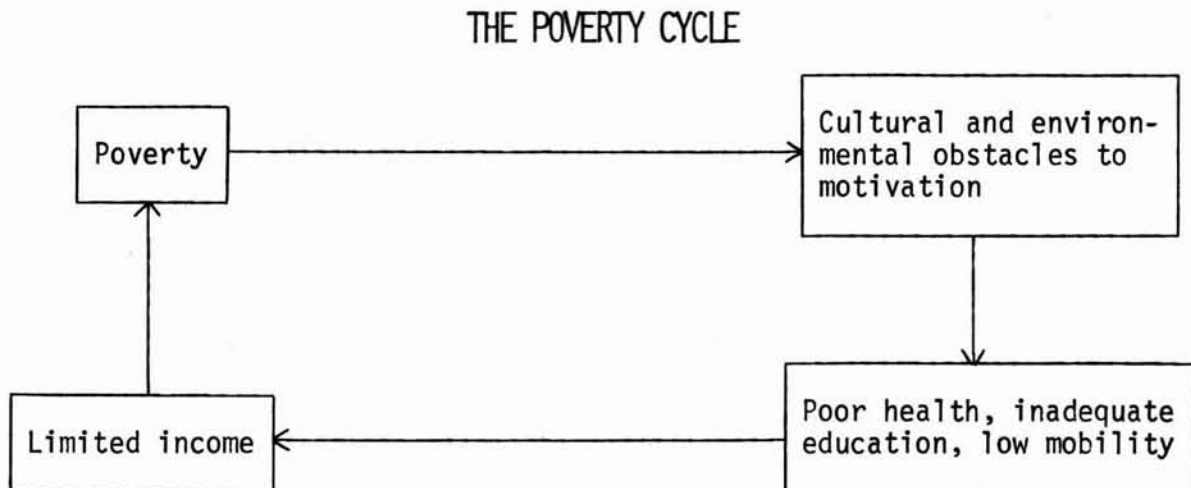 THE POVERTY CYCLE
Poverty
Cultural and environ-
mental obstacles to
motivation
Limited income
Poor health, inadequate
education, low mobility